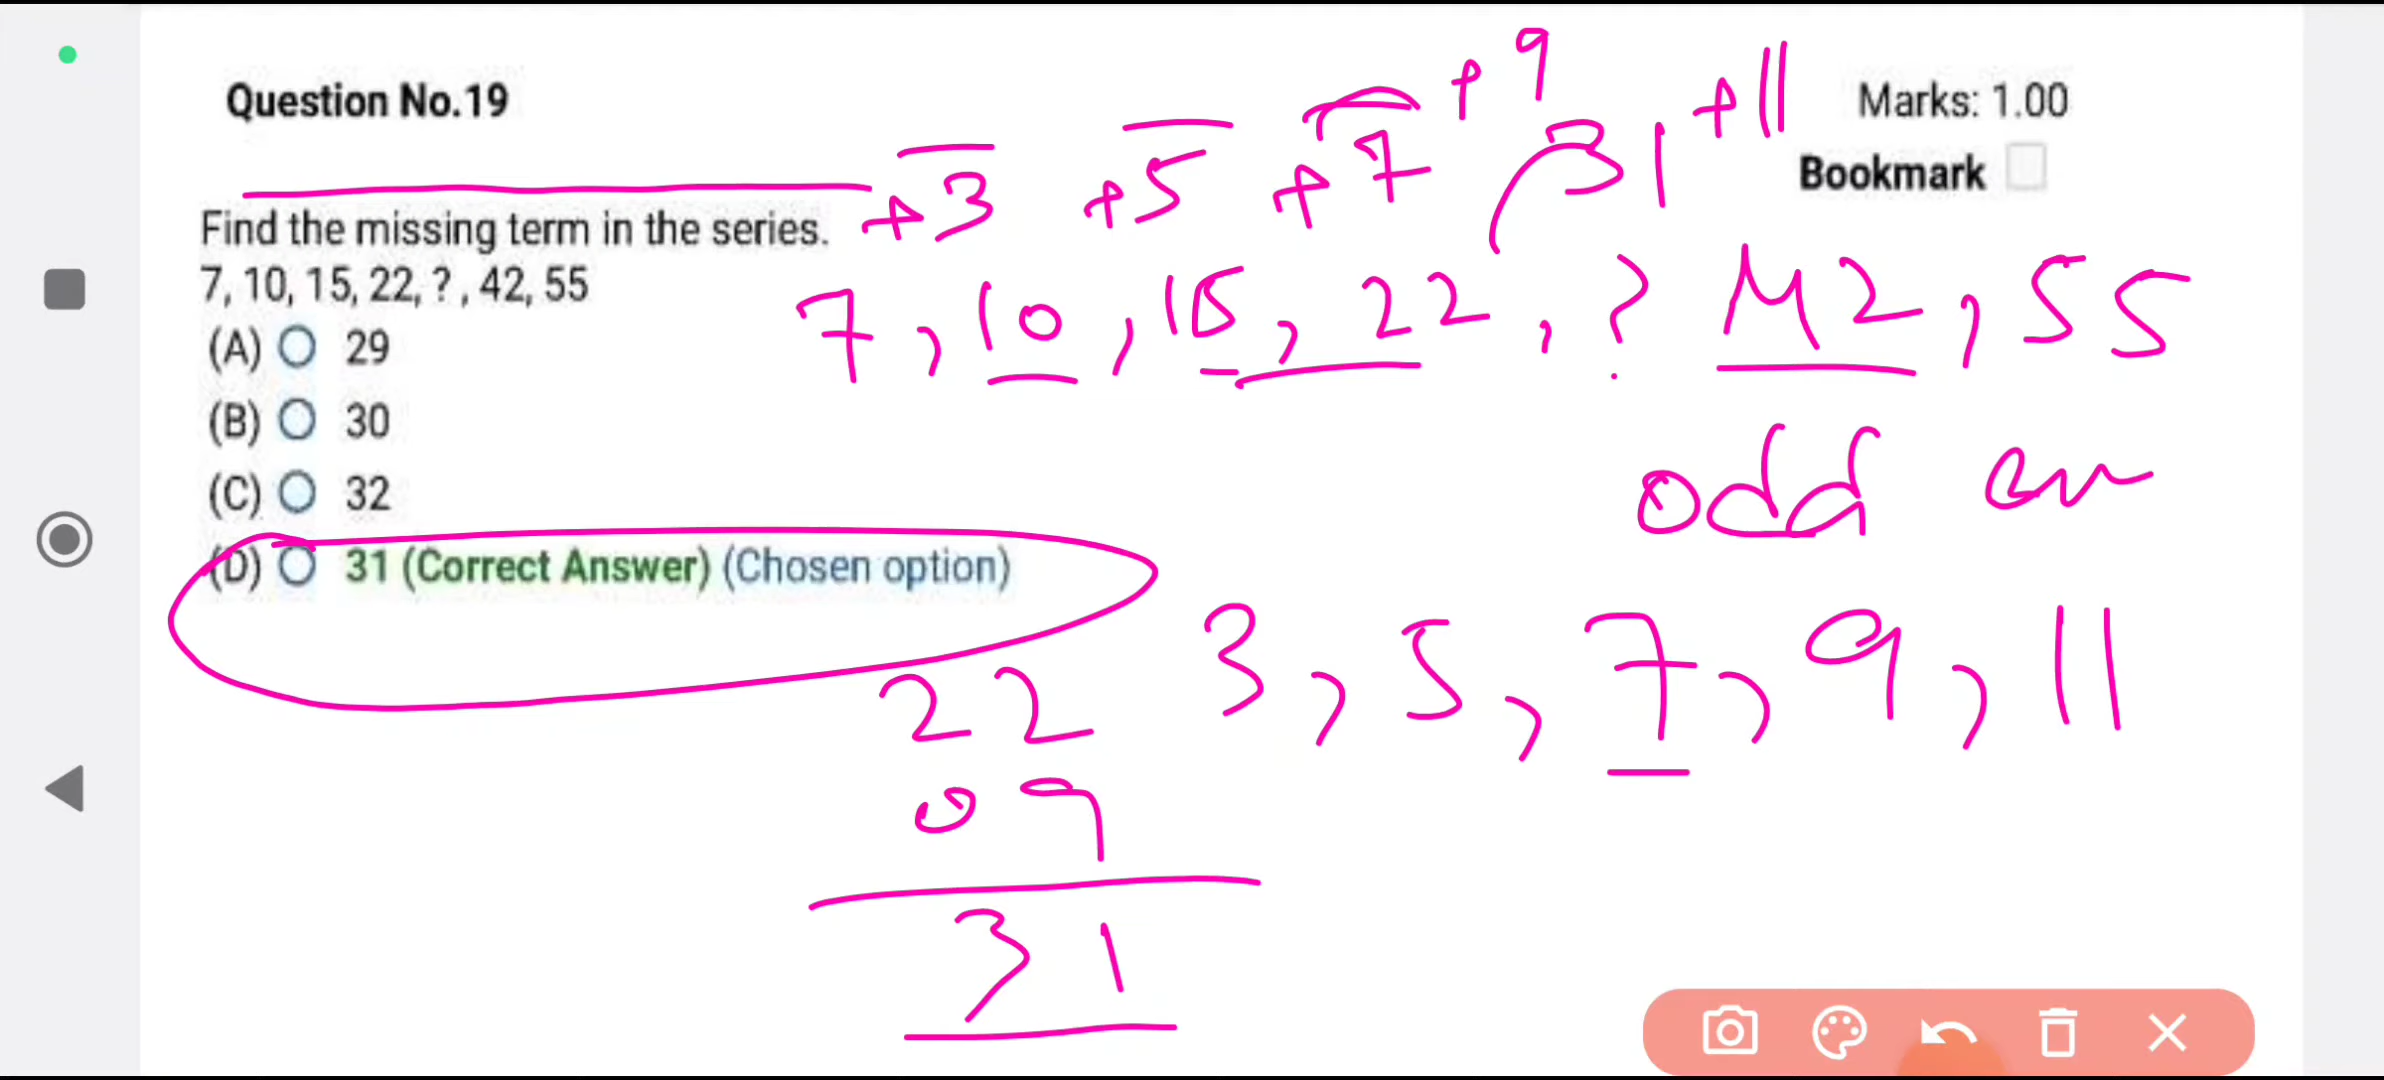 Question No.19
Marks: 1.00
Bookmark
+3 +5 +7 +9 31 +11
Find the missing term in the series.
7, 10, 15, 22, ? , 42, 55
7, 10, 15, 22, ? 42, 55
(A) 29
(B) 30
(C) 32
odd
(D) 31 (Correct Answer) (Chosen option)
3, 5, 7, 9, 11
22
09
31